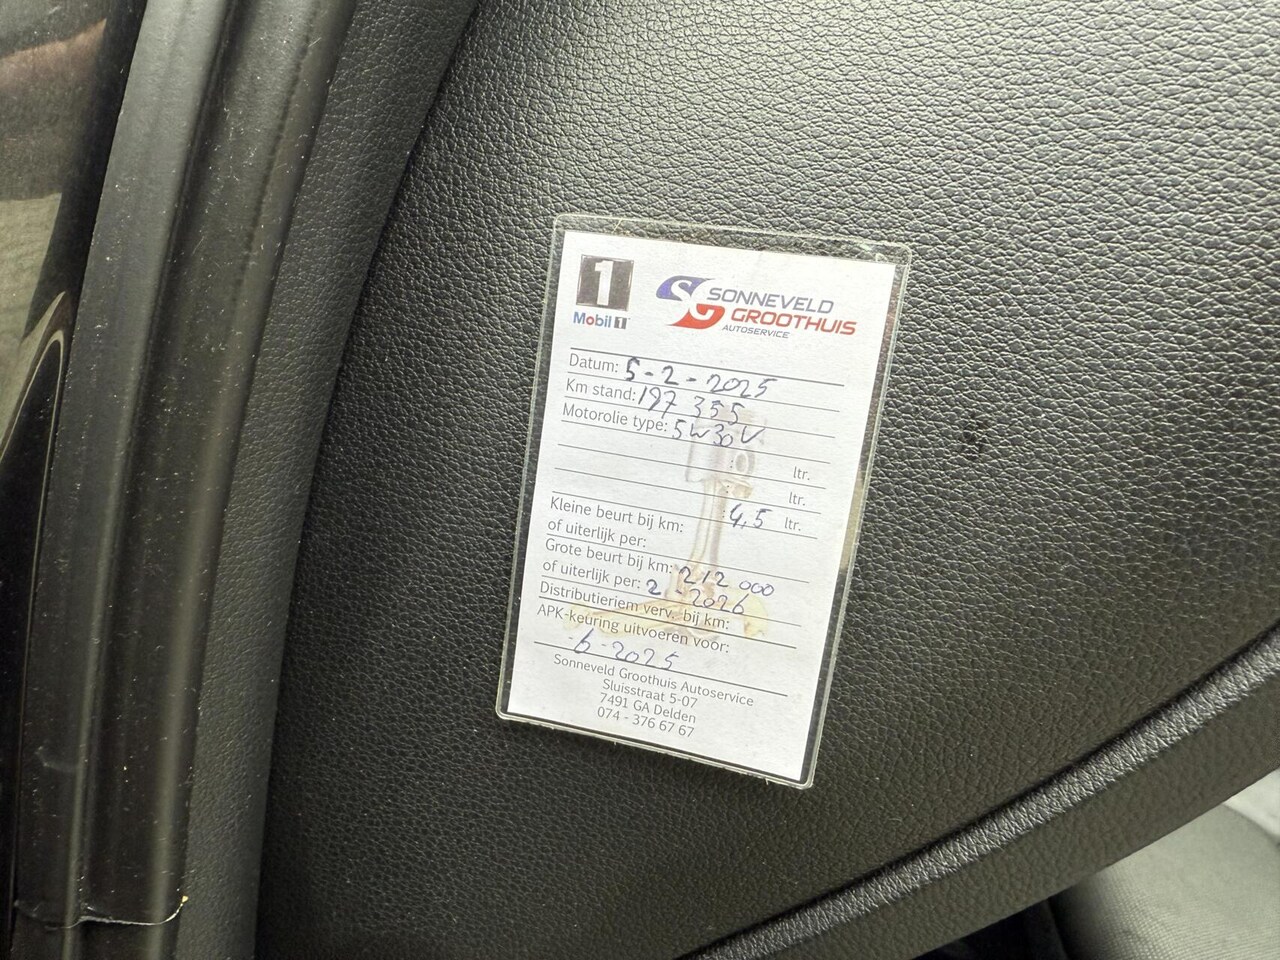 1
Mobil 1
SG SONNEVELD
GROOTHUIS
AUTOSERVICE
Datum: 5-2-2025
Km stand: 197 355
Motorolie type: 5W30V
: ltr.
: ltr.
: 4,5 ltr.
Kleine beurt bij km:
of uiterlijk per:
Grote beurt bij km: 212 000
of uiterlijk per: 2-2026
Distributieriem verv. bij km:
APK-keuring uitvoeren voor:
-6-2025
Sonneveld Groothuis Autoservice
Sluisstraat 5-07
7491 GA Delden
074 - 376 67 67